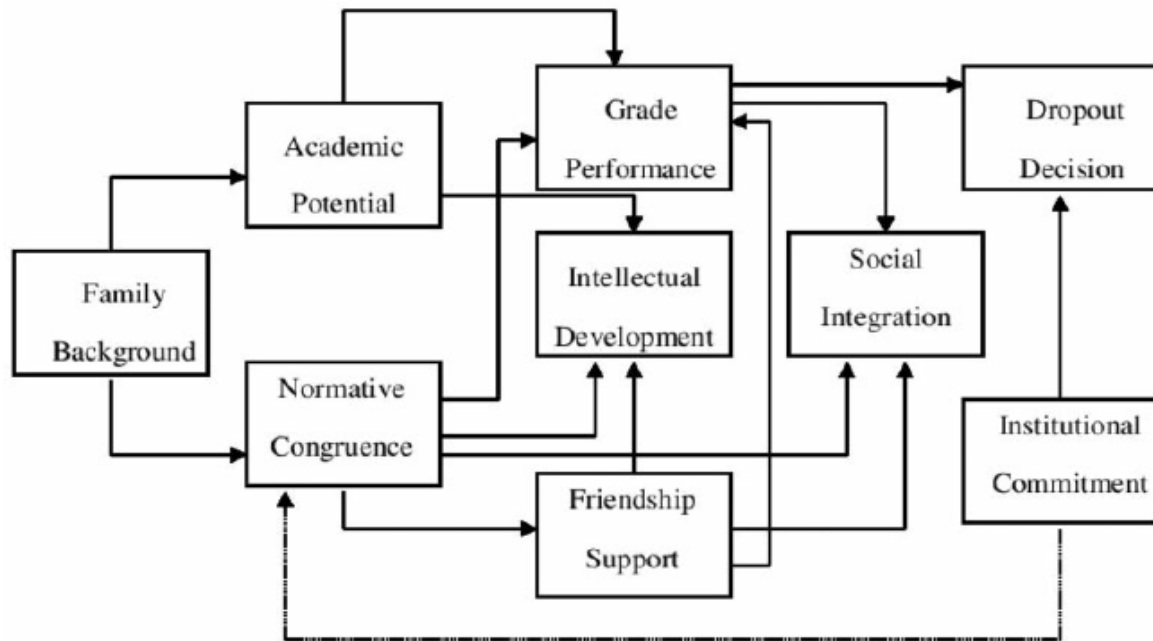 Grade
Performance
Dropout
Decision
Academic
Potential
Family
Background
Intellectual
Development
Social
Integration
Normative
Congruence
Institutional
Commitment
Friendship
Support